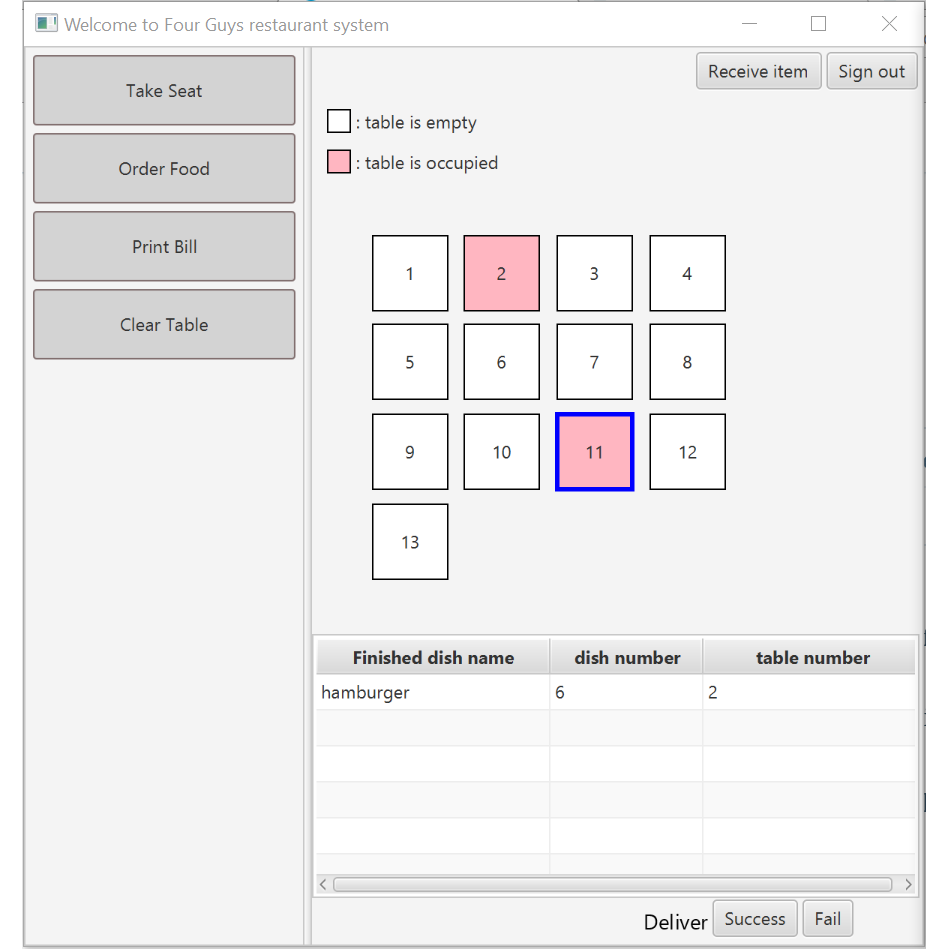 Welcome to Four Guys restaurant system
Take Seat
Order Food
Print Bill
Clear Table
Receive item Sign out
: table is empty
: table is occupied
1 2 3 4
5 6 7 8
9 10 11 12
13
Finished dish name dish number table number
hamburger 6 2
Deliver Success Fail